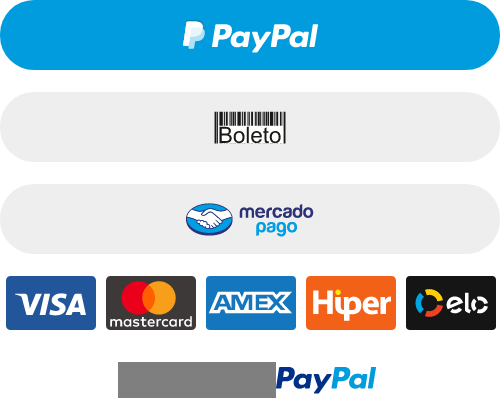 PayPal
Boleto
mercado
pago
VISA mastercard AMEX Hiper elo
PayPal